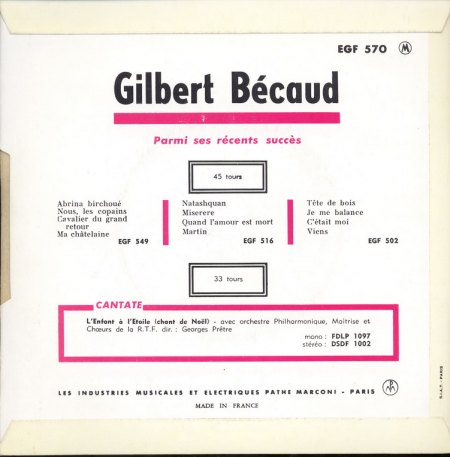 EGF 570 M
Gilbert Bécaud
Parmi ses récents succès
45 tours
Abrina birchoué
Nous, les copains
Cavalier du grand
retour
Ma châtelaine
EGF 549
Natashquan
Miserere
Quand l'amour est mort
Martin
EGF 516
Tête de bois
Je me balance
C'était moi
Viens
EGF 502
33 tours
CANTATE
L'Enfant à l'Etoile (chant de Noël) - avec orchestre Philharmonique, Maîtrise et
Chœurs de la R.T.F. dir. : Georges Prêtre
mono : FDLP 1097
stéréo : DSDF 1002
LES INDUSTRIES MUSICALES ET ELECTRIQUES PATHE MARCONI - PARIS
MADE IN FRANCE